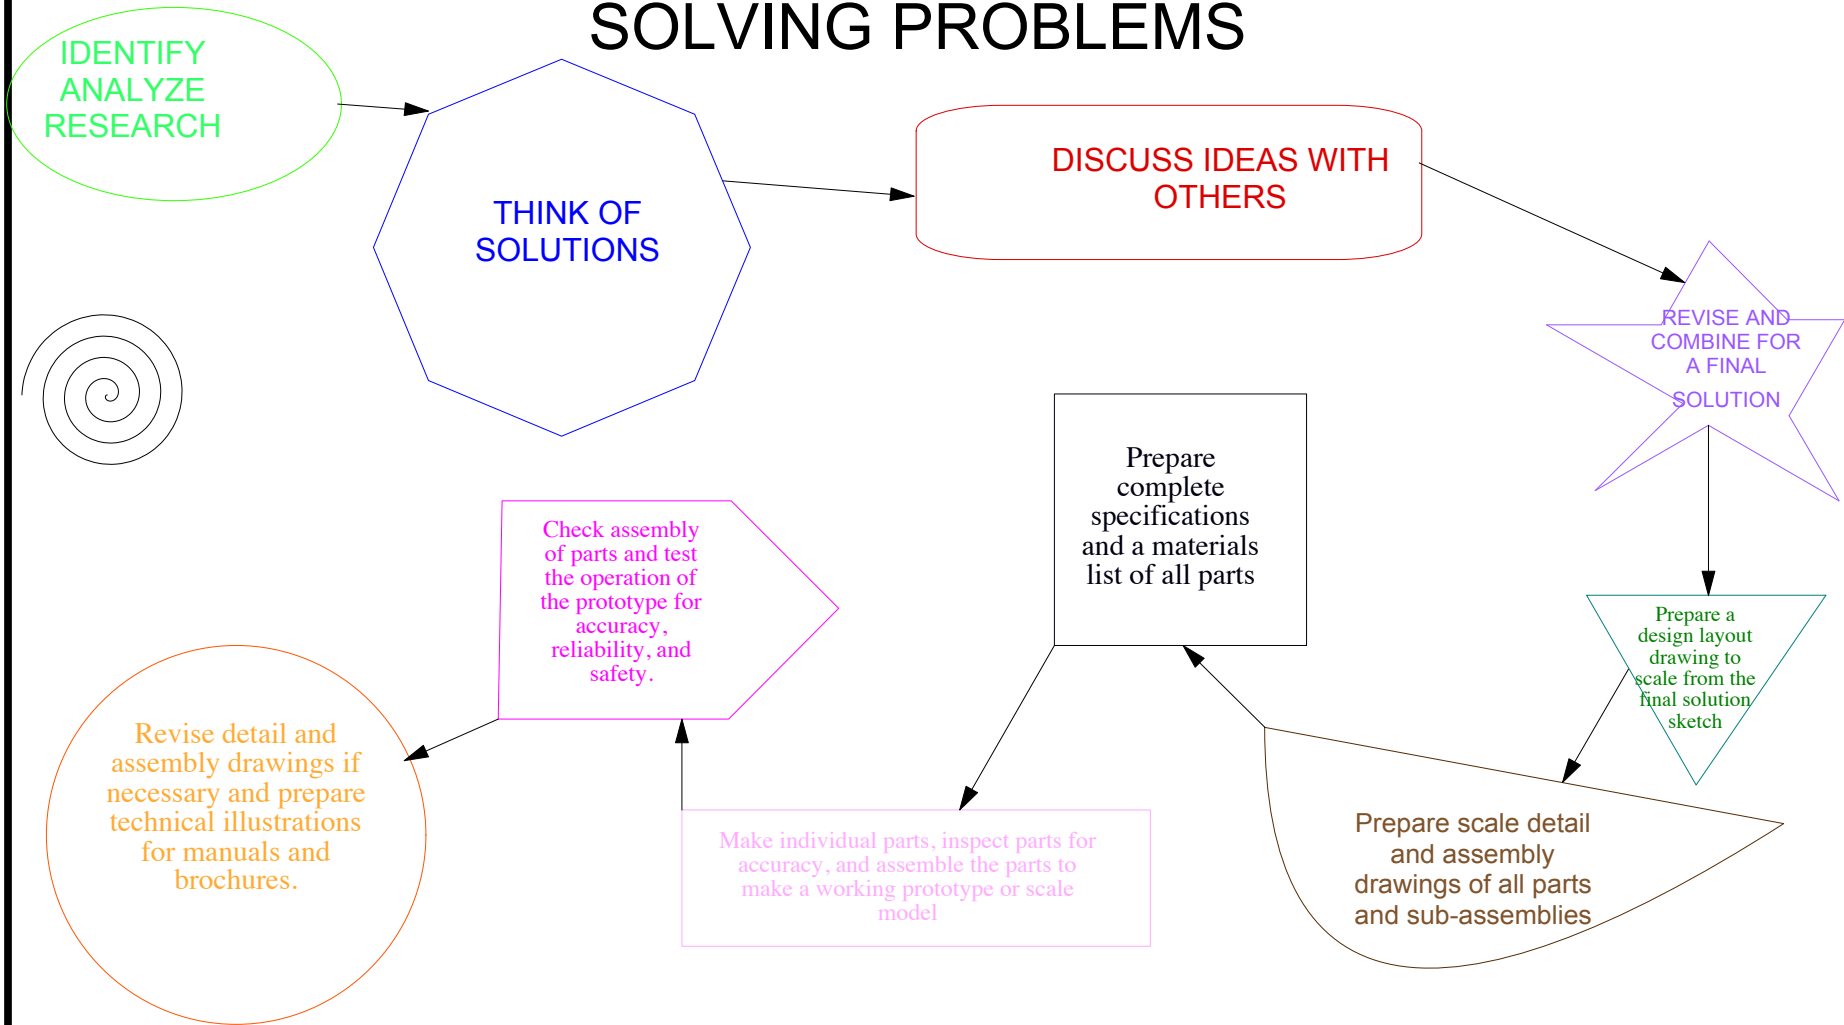 SOLVING PROBLEMS
IDENTIFY
ANALYZE
RESEARCH
THINK OF
SOLUTIONS
DISCUSS IDEAS WITH
OTHERS
REVISE AND
COMBINE FOR
A FINAL
SOLUTION
Prepare a
design layout
drawing to
scale from the
final solution
sketch
Prepare scale detail
and assembly
drawings of all parts
and sub-assemblies
Prepare
complete
specifications
and a materials
list of all parts
Make individual parts, inspect parts for
accuracy, and assemble the parts to
make a working prototype or scale
model
Check assembly
of parts and test
the operation of
the prototype for
accuracy,
reliability, and
safety.
Revise detail and
assembly drawings if
necessary and prepare
technical illustrations
for manuals and
brochures.